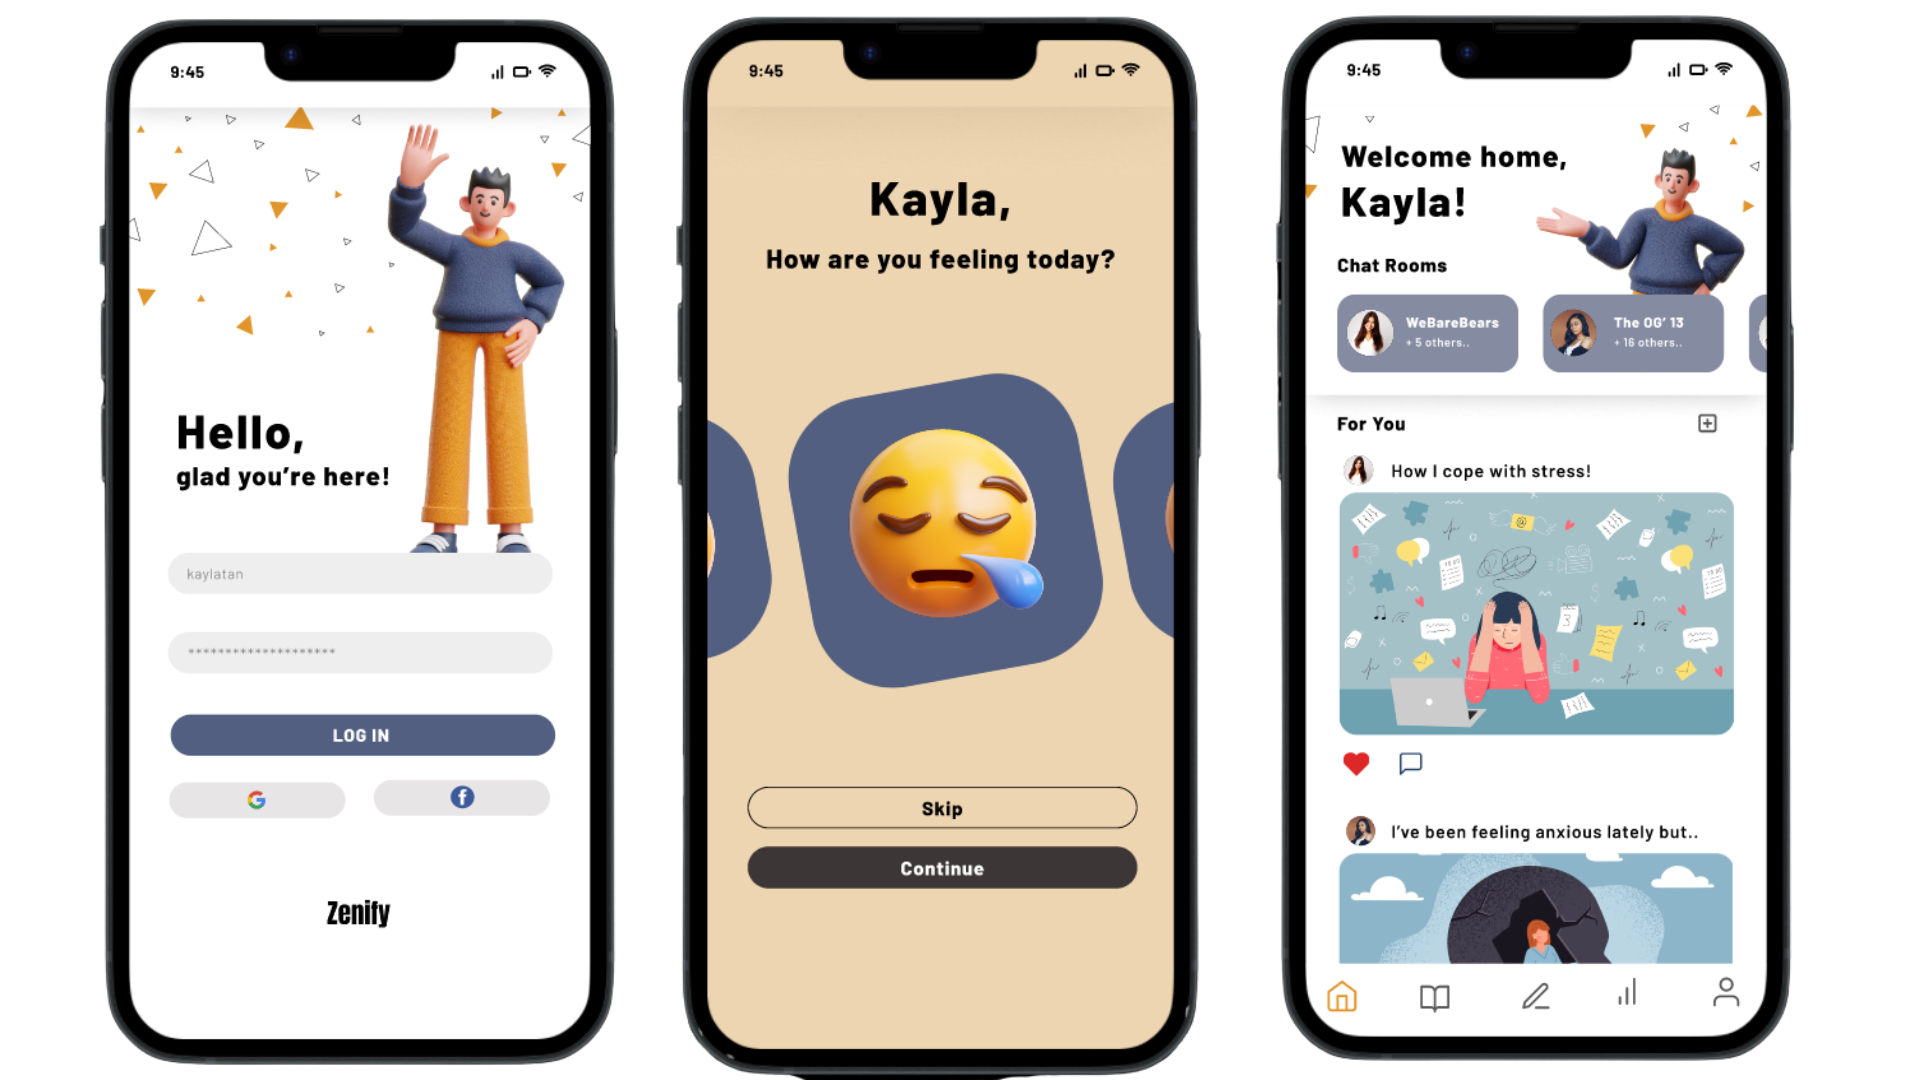 9:45
Hello,
glad you're here!
kaylatan
********************
LOG IN
Zenify
9:45
Kayla,
How are you feeling today?
Skip
Continue
9:45
Welcome home,
Kayla!
Chat Rooms
WeBareBears
+ 5 others..
The OG' 13
+ 16 others..
For You
How I cope with stress!
I've been feeling anxious lately but..